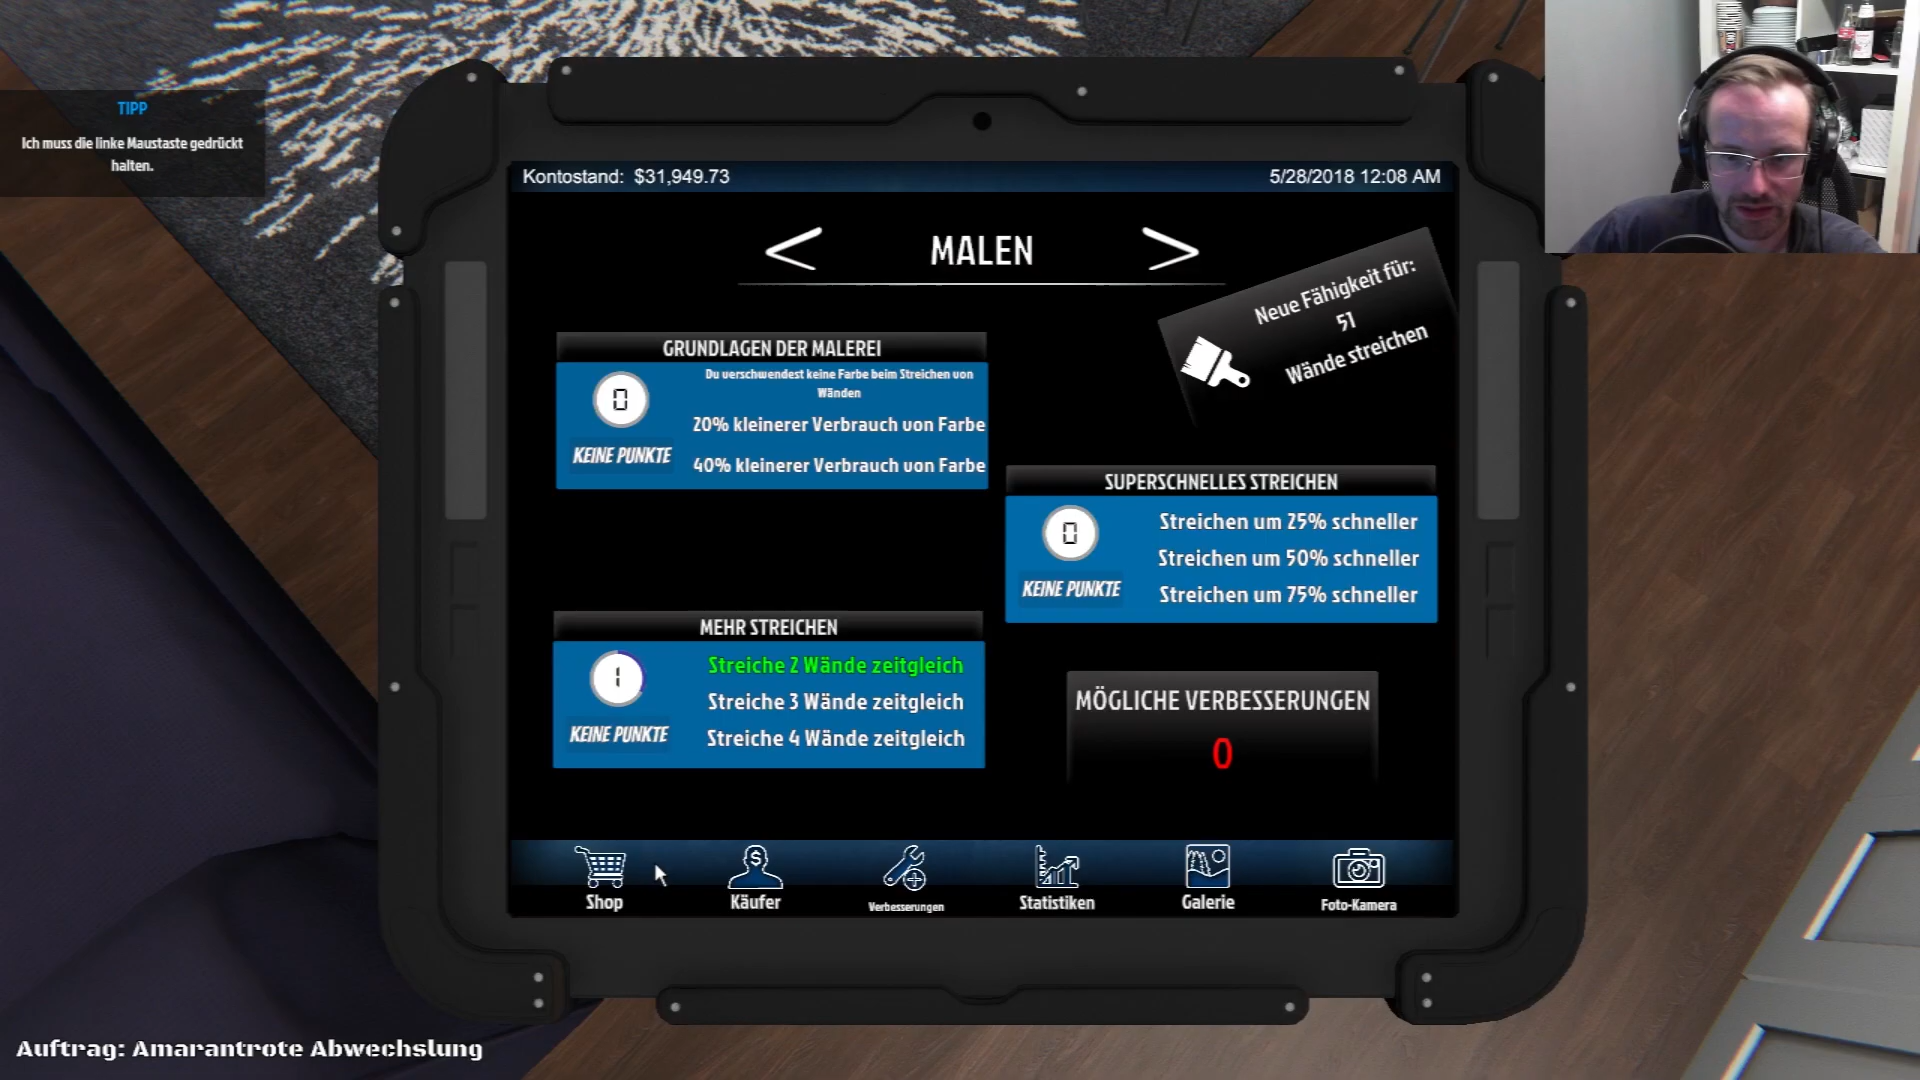 TIPP
Ich muss die linke Maustaste gedrückt
halten.
Kontostand: $31,949.73
5/28/2018 12:08 AM
< MALEN >
Neue Fähigkeit für:
51
Wände streichen
GRUNDLAGEN DER MALEREI
0
KEINE PUNKTE
Du verschwendest keine Farbe beim Streichen von
Wänden
20% kleinerer Verbrauch von Farbe
40% kleinerer Verbrauch von Farbe
SUPERSCHNELLES STREICHEN
0
KEINE PUNKTE
Streichen um 25% schneller
Streichen um 50% schneller
Streichen um 75% schneller
MEHR STREICHEN
1
KEINE PUNKTE
Streiche 2 Wände zeitgleich
Streiche 3 Wände zeitgleich
Streiche 4 Wände zeitgleich
MÖGLICHE VERBESSERUNGEN
0
Shop
Käufer
Verbesserungen
Statistiken
Galerie
Foto-Kamera
Auftrag: Amarantrote Abwechslung